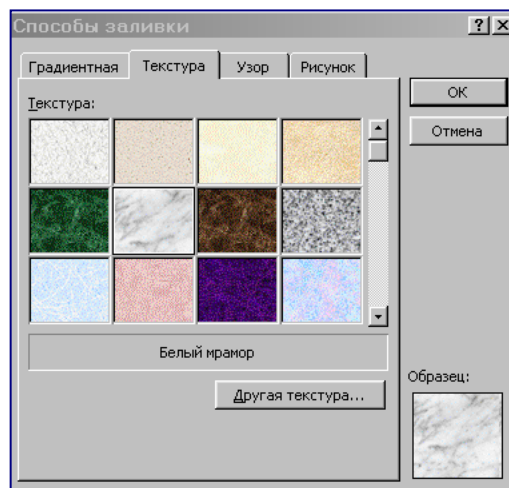 Способы заливки
Градиентная Текстура Узор Рисунок
Текстура:
ОК
Отмена
Белый мрамор
Другая текстура...
Образец: